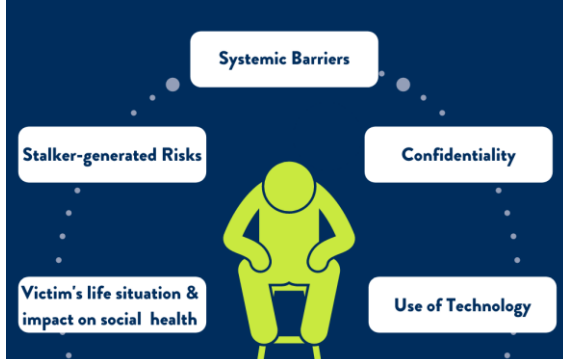 Systemic Barriers
Stalker-generated Risks
Confidentiality
Victim's life situation &
impact on social health
Use of Technology